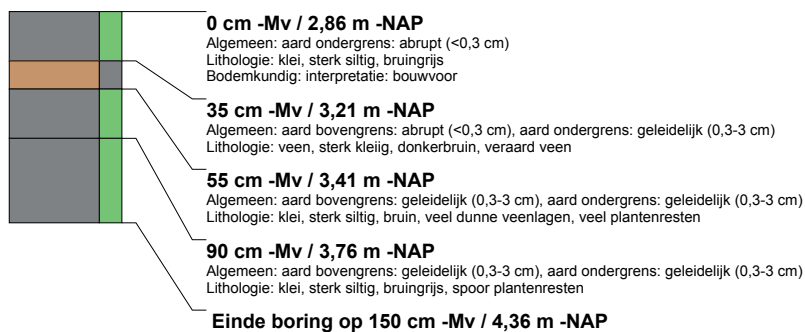 0 cm -Mv / 2,86 m -NAP
Algemeen: aard ondergrens: abrupt (<0,3 cm)
Lithologie: klei, sterk siltig, bruingrijs
Bodemkundig: interpretatie: bouwvoor
35 cm -Mv / 3,21 m -NAP
Algemeen: aard bovengrens: abrupt (<0,3 cm), aard ondergrens: geleidelijk (0,3-3 cm)
Lithologie: veen, sterk kleiig, donkerbruin, veraard veen
55 cm -Mv / 3,41 m -NAP
Algemeen: aard bovengrens: geleidelijk (0,3-3 cm), aard ondergrens: geleidelijk (0,3-3 cm)
Lithologie: klei, sterk siltig, bruin, veel dunne veenlagen, veel plantenresten
90 cm -Mv / 3,76 m -NAP
Algemeen: aard bovengrens: geleidelijk (0,3-3 cm), aard ondergrens: geleidelijk (0,3-3 cm)
Lithologie: klei, sterk siltig, bruingrijs, spoor plantenresten
Einde boring op 150 cm -Mv / 4,36 m -NAP